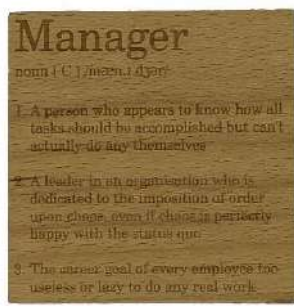 Manager
noun [ C ] /
1. A person who appears to know how all
tasks should be accomplished but can't
actually do any themselves
2. A leader in an organisation who is
dedicated to the imposition of order
upon chaos, even if chaos is perfectly
happy with the status quo
3. The career goal of every employee too
useless or lazy to do any real work